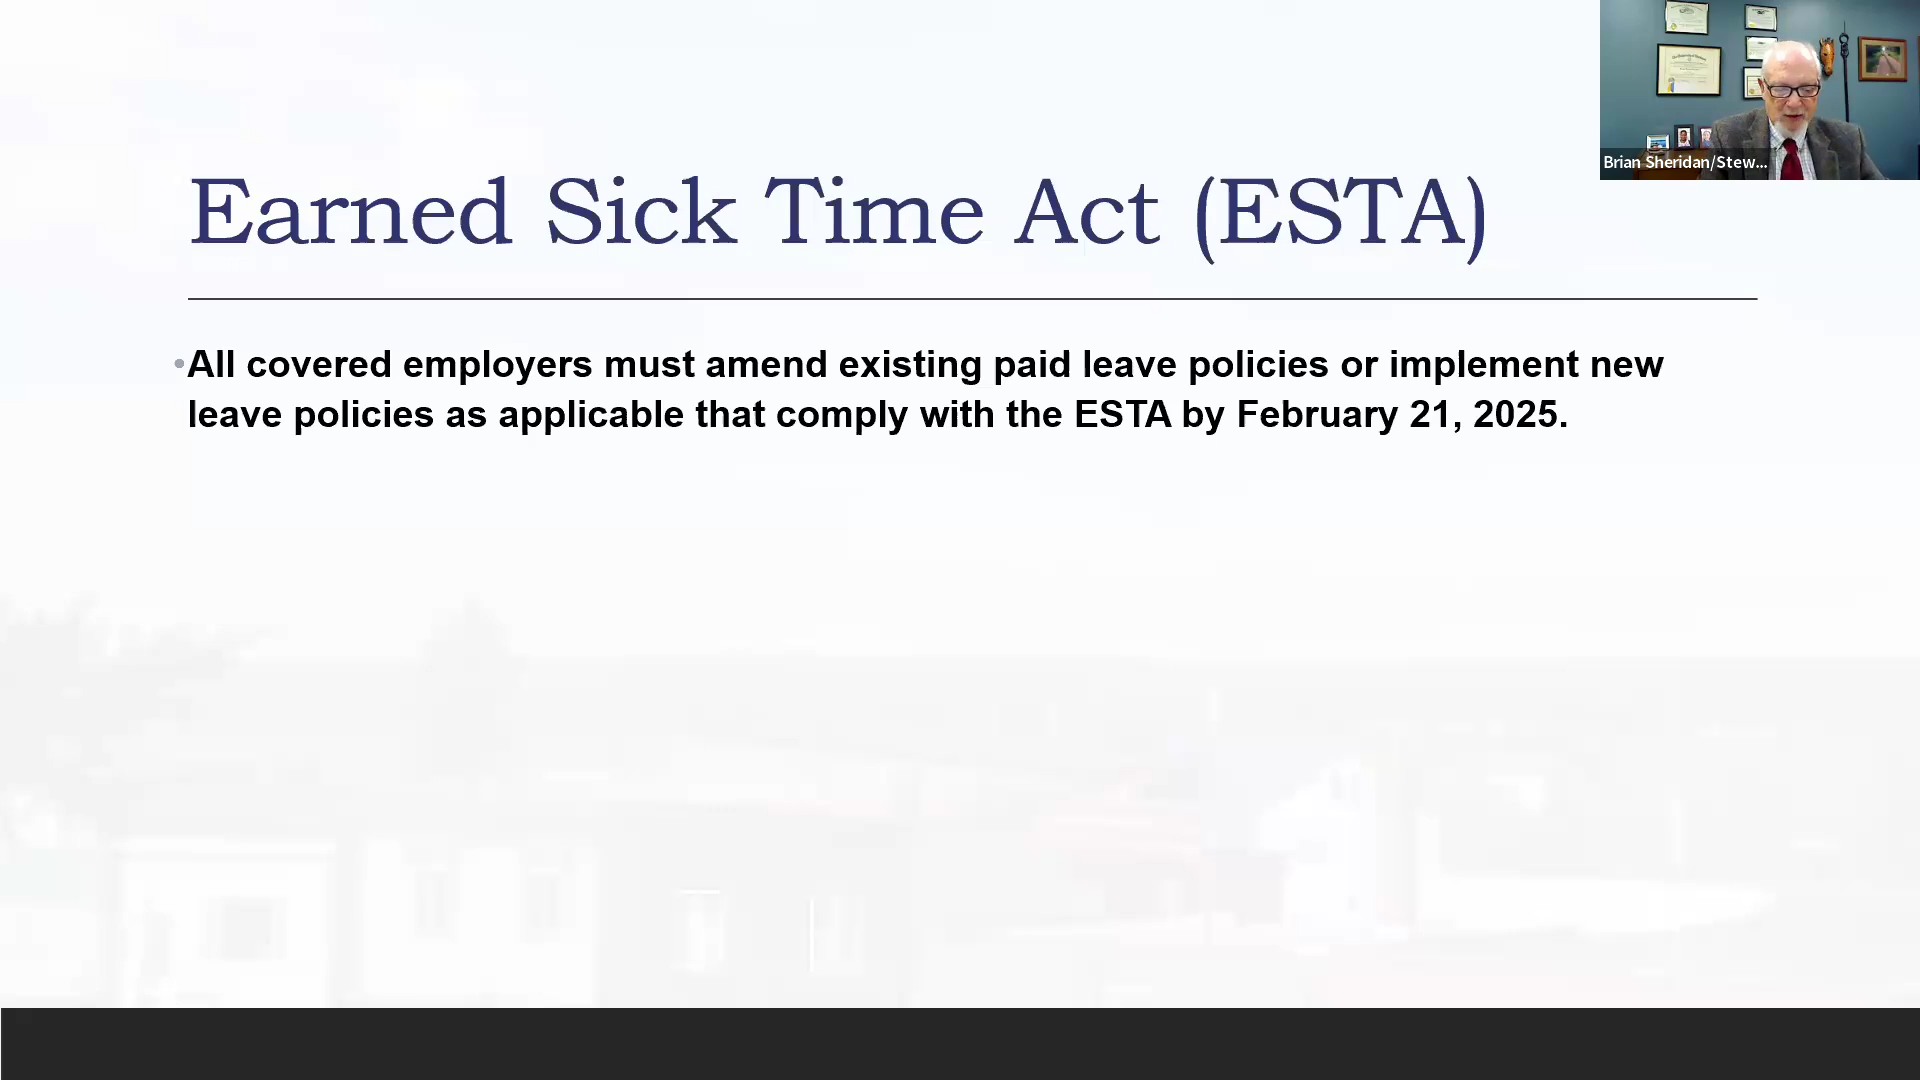 Brian Sheridan/Stew...
Earned Sick Time Act (ESTA)
•All covered employers must amend existing paid leave policies or implement new
leave policies as applicable that comply with the ESTA by February 21, 2025.